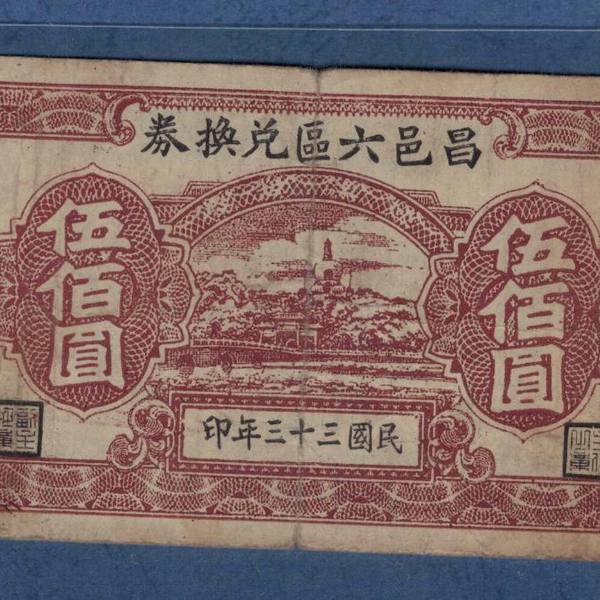 昌邑六區兌換券
伍佰圓
伍佰圓
民國三十三年印